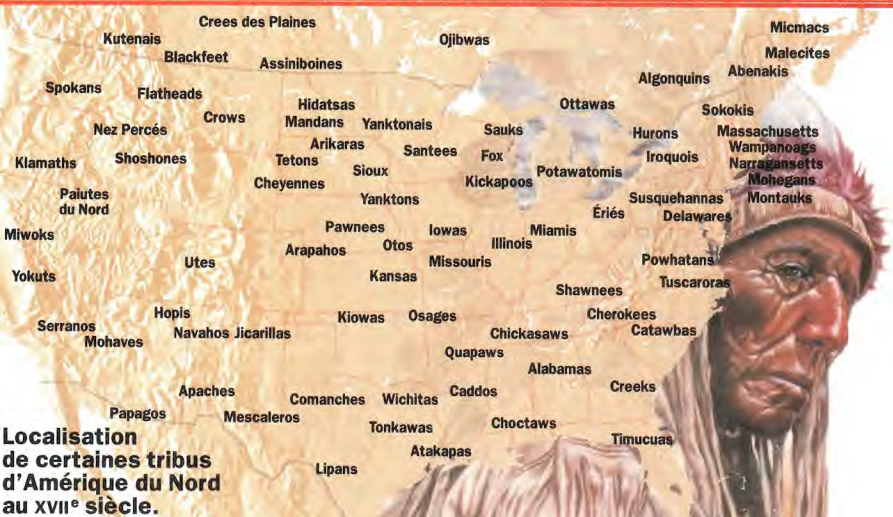 Crees des Plaines
Micmacs
Kutenais
Ojibwas
Malecites
Blackfeet
Assiniboines
Abenakis
Algonquins
Spokans
Flatheads
Hidatsas
Ottawas
Sokokis
Crows
Mandans
Yanktonais
Nez Percés
Sauks
Hurons
Massachusetts
Arikaras
Wampanoags
Santees
Fox
Iroquois
Klamaths
Shoshones
Tetons
Narragansetts
Sioux
Potawatomis
Cheyennes
Kickapoos
Mohegans
Paiutes
du Nord
Yanktons
Susquehannas
Montauks
Ériés
Delawares
Pawnees
Iowas
Miamis
Miwoks
Arapahos
Otos
Illinois
Utes
Missouris
Powhatans
Yokuts
Kansas
Tuscaroras
Shawnees
Hopis
Kiowas
Osages
Cherokees
Serranos
Navahos
Jicarillas
Chickasaws
Catawbas
Mohaves
Quapaws
Alabamas
Apaches
Comanches
Wichitas
Caddos
Creeks
Papagos
Mescaleros
Tonkawas
Choctaws
Timucuas
Atakapas
Lipans
Localisation
de certaines tribus
d'Amérique du Nord
au XVIIe siècle.